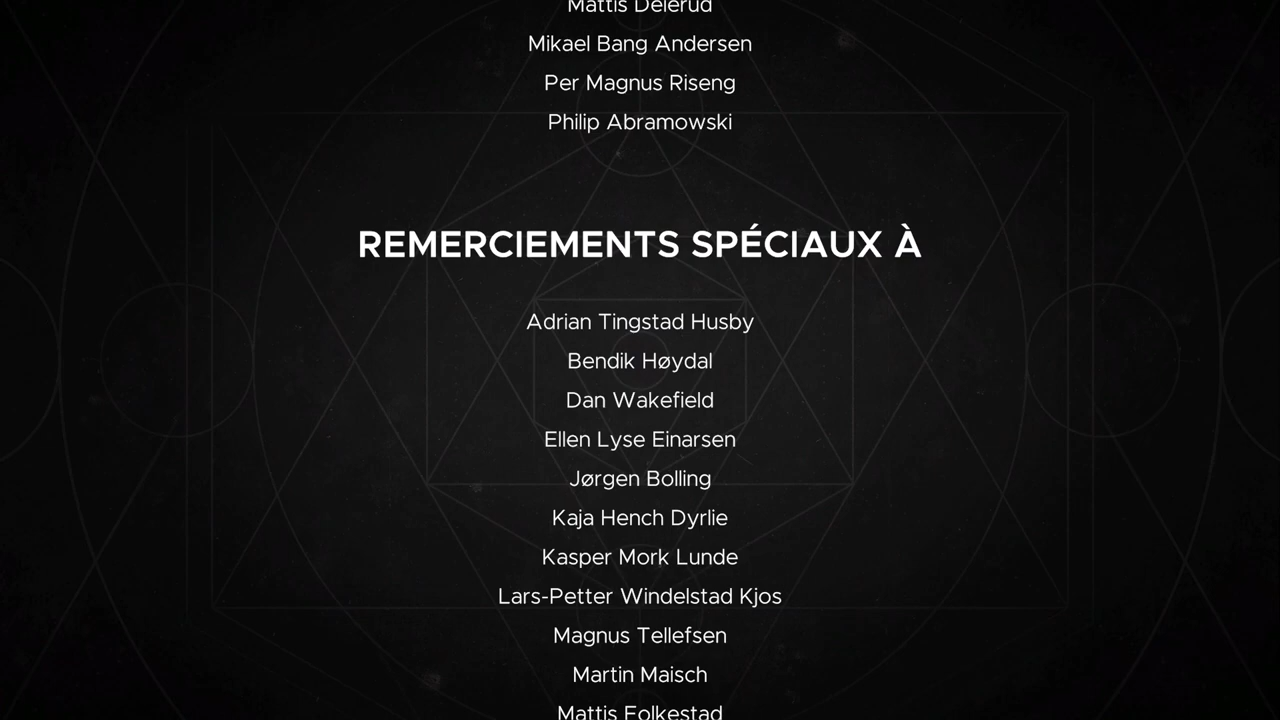 Mattis Delerud
Mikael Bang Andersen
Per Magnus Riseng
Philip Abramowski
REMERCIEMENTS SPÉCIAUX À
Adrian Tingstad Husby
Bendik Høydal
Dan Wakefield
Ellen Lyse Einarsen
Jørgen Bolling
Kaja Hench Dyrlie
Kasper Mork Lunde
Lars-Petter Windelstad Kjos
Magnus Tellefsen
Martin Maisch
Mattis Folkestad